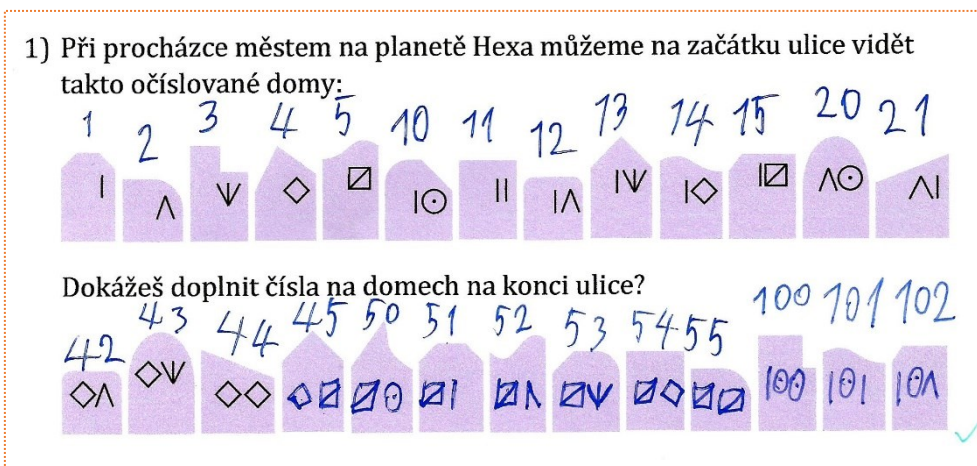 1) Při procházce městem na planetě Hexa můžeme na začátku ulice vidět
takto očíslované domy:
1 2 3 4 5 10 11 12 13 14 15 20 21
| Λ Ѱ ◇ ⍁ |⊙ || |Λ |Ѱ |◇ |⍁ Λ⊙ Λ|
Dokážeš doplnit čísla na domech na konci ulice?
42 43 44 45 50 51 52 53 54 55 100 101 102
◇Λ ◇Ѱ ◇◇ ◇⍁ ⍁⊙ ⍁| ⍁Λ ⍁Ѱ ⍁◇ ⍁⍁ |⊙⊙ |⊙| |⊙Λ